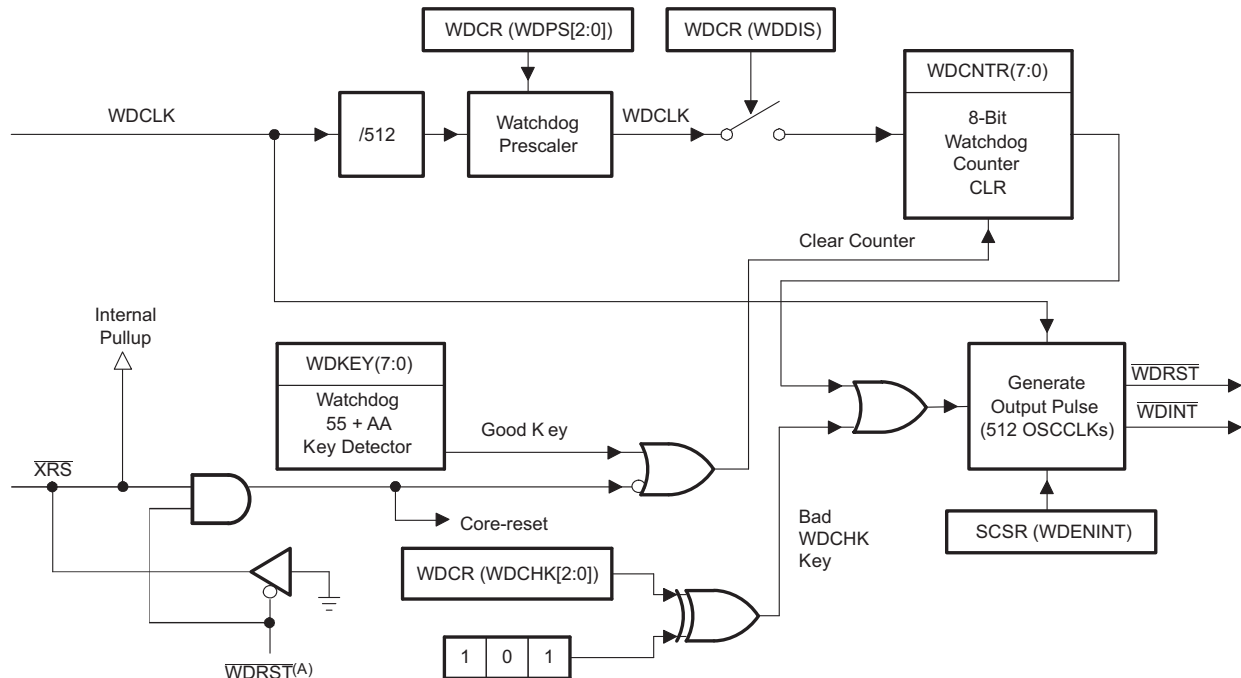 WDCR (WDPS[2:0])
WDCR (WDDIS)
WDCNTR(7:0)
WDCLK
/512
Watchdog
Prescaler
WDCLK
8-Bit
Watchdog
Counter
CLR
Clear Counter
Internal
Pullup
WDKEY(7:0)
Watchdog
55 + AA
Key Detector
Good Key
Generate
Output Pulse
(512 OSCCLKs)
WDRST
WDINT
XRS
Core-reset
Bad
WDCHK
Key
SCSR (WDENINT)
WDCR (WDCHK[2:0])
1 0 1
WDRST(A)